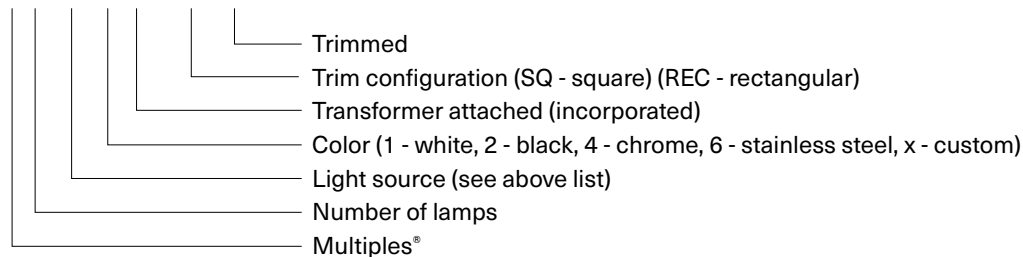 Trimmed
Trim configuration (SQ - square) (REC - rectangular)
Transformer attached (incorporated)
Color (1 - white, 2 - black, 4 - chrome, 6 - stainless steel, x - custom)
Light source (see above list)
Number of lamps
Multiples®